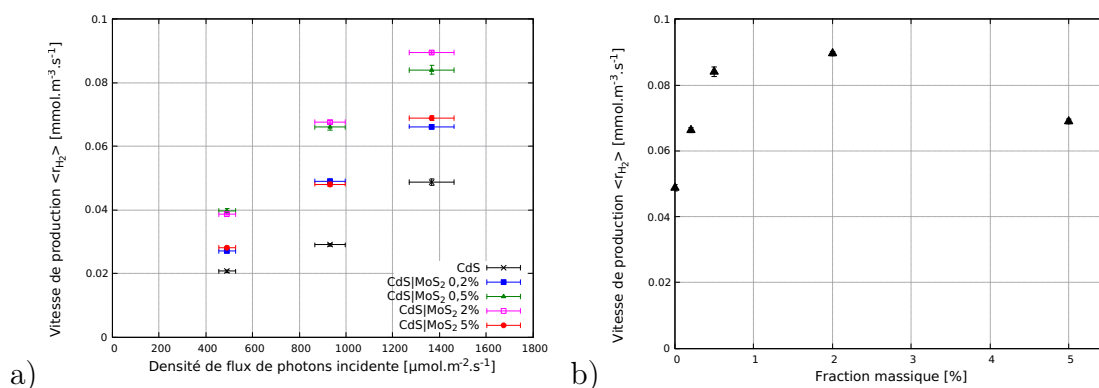 0.1
0.08
0.06
0.04
0.02
0
Vitesse de production <r_H₂> [mmol.m⁻³.s⁻¹]
CdS
CdS|MoS₂ 0,2%
CdS|MoS₂ 0,5%
CdS|MoS₂ 2%
CdS|MoS₂ 5%
0 200 400 600 800 1000 1200 1400 1600 1800
Densité de flux de photons incidente [µmol.m⁻².s⁻¹]
a)
0.1
0.08
0.06
0.04
0.02
0
Vitesse de production <r_H₂> [mmol.m⁻³.s⁻¹]
0 1 2 3 4 5
Fraction massique [%]
b)